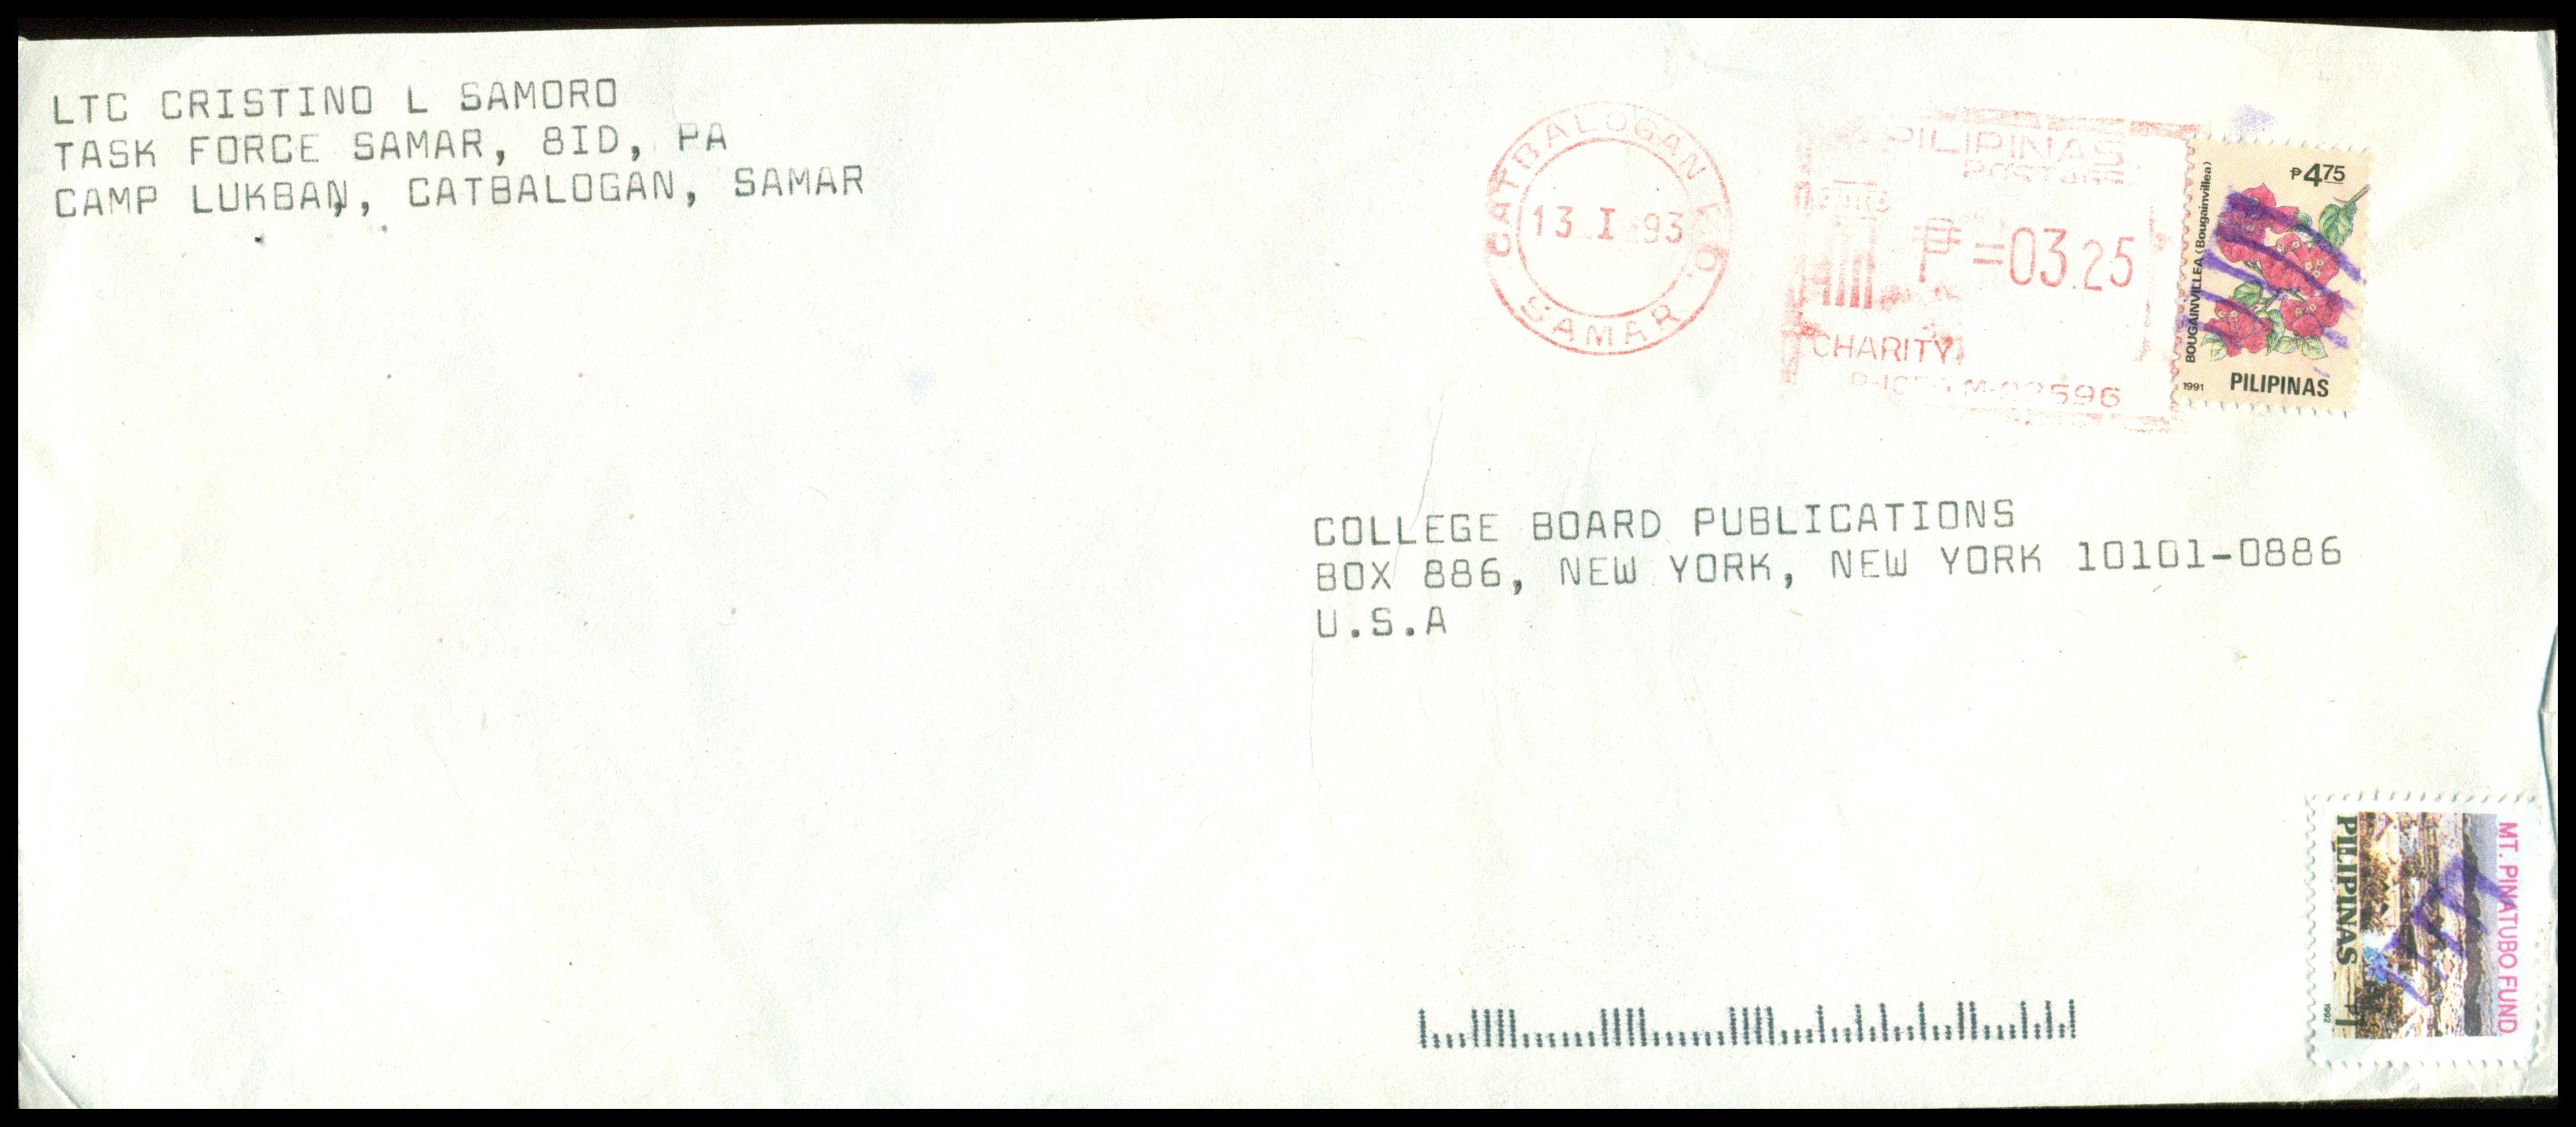 LTC CRISTINO L SAMORO
TASK FORCE SAMAR, 8ID, PA
CAMP LUKBAN, CATBALOGAN, SAMAR
CATBALOGAN P.O.
13 I 93
SAMAR
PILIPINAS
POSTAGE
₱=03.25
CHARITY
₱4.75
BOUGAINVILLEA (Bougainvillea)
1991 PILIPINAS
COLLEGE BOARD PUBLICATIONS
BOX 886, NEW YORK, NEW YORK 10101-0886
U.S.A
MT. PINATUBO FUND
PILIPINAS ₱1
1992